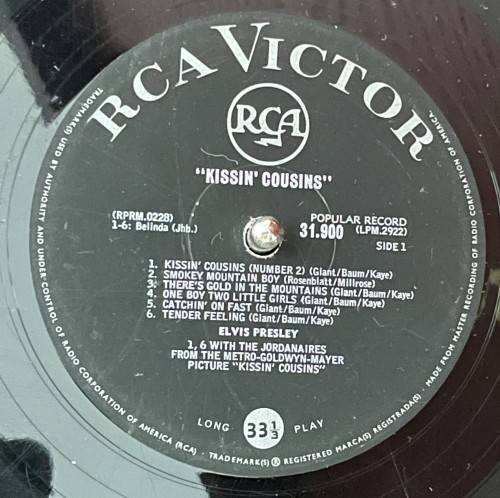 RCA VICTOR
RCA
"KISSIN' COUSINS"
(RPRM.0228)
1-6: Belinda (Jhb.)
POPULAR RECORD
31.900 (LPM.2922)
SIDE 1
1. KISSIN' COUSINS (NUMBER 2) (Giant/Baum/Kaye)
2. SMOKEY MOUNTAIN BOY (Rosenblatt/Millrose)
3. THERE'S GOLD IN THE MOUNTAINS (Giant/Baum/Kaye)
4. ONE BOY TWO LITTLE GIRLS (Giant/Baum/Kaye)
5. CATCHIN' ON FAST (Giant/Baum/Kaye)
6. TENDER FEELING (Giant/Baum/Kaye)
ELVIS PRESLEY
1, 6 WITH THE JORDANAIRES
FROM THE METRO-GOLDWYN-MAYER
PICTURE "KISSIN' COUSINS"
LONG 33 1/3 PLAY
TRADEMARK(S) USED BY AUTHORITY AND UNDER CONTROL OF RADIO CORPORATION OF AMERICA (RCA) · TRADEMARK(S) ® REGISTERED MARCA(S) REGISTRADA(S) · MADE FROM MASTER RECORDING OF RADIO CORPORATION OF AMERICA.